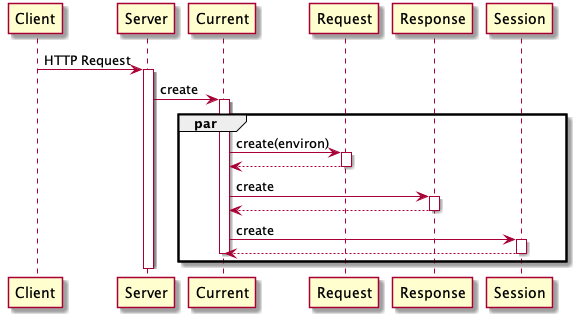 Client Server Current Request Response Session
HTTP Request
create
par
create(environ)
create
create
Client Server Current Request Response Session